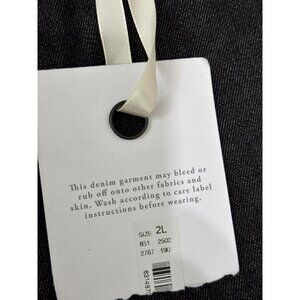 This denim garment may bleed or
rub off onto other fabrics and
skin. Wash according to care label
instructions before wearing.
SIZE 2L
851 2502
2767 190